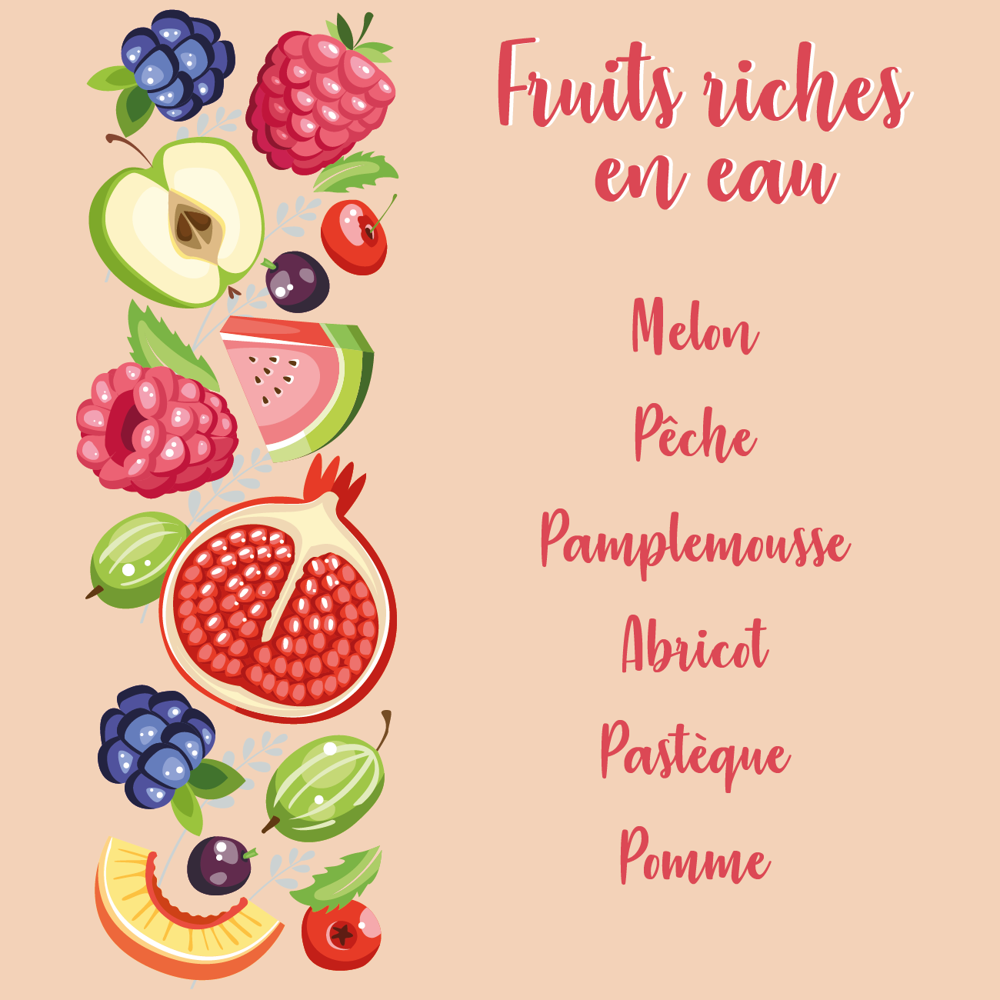 Fruits riches
en eau
Melon
Pêche
Pamplemousse
Abricot
Pastèque
Pomme